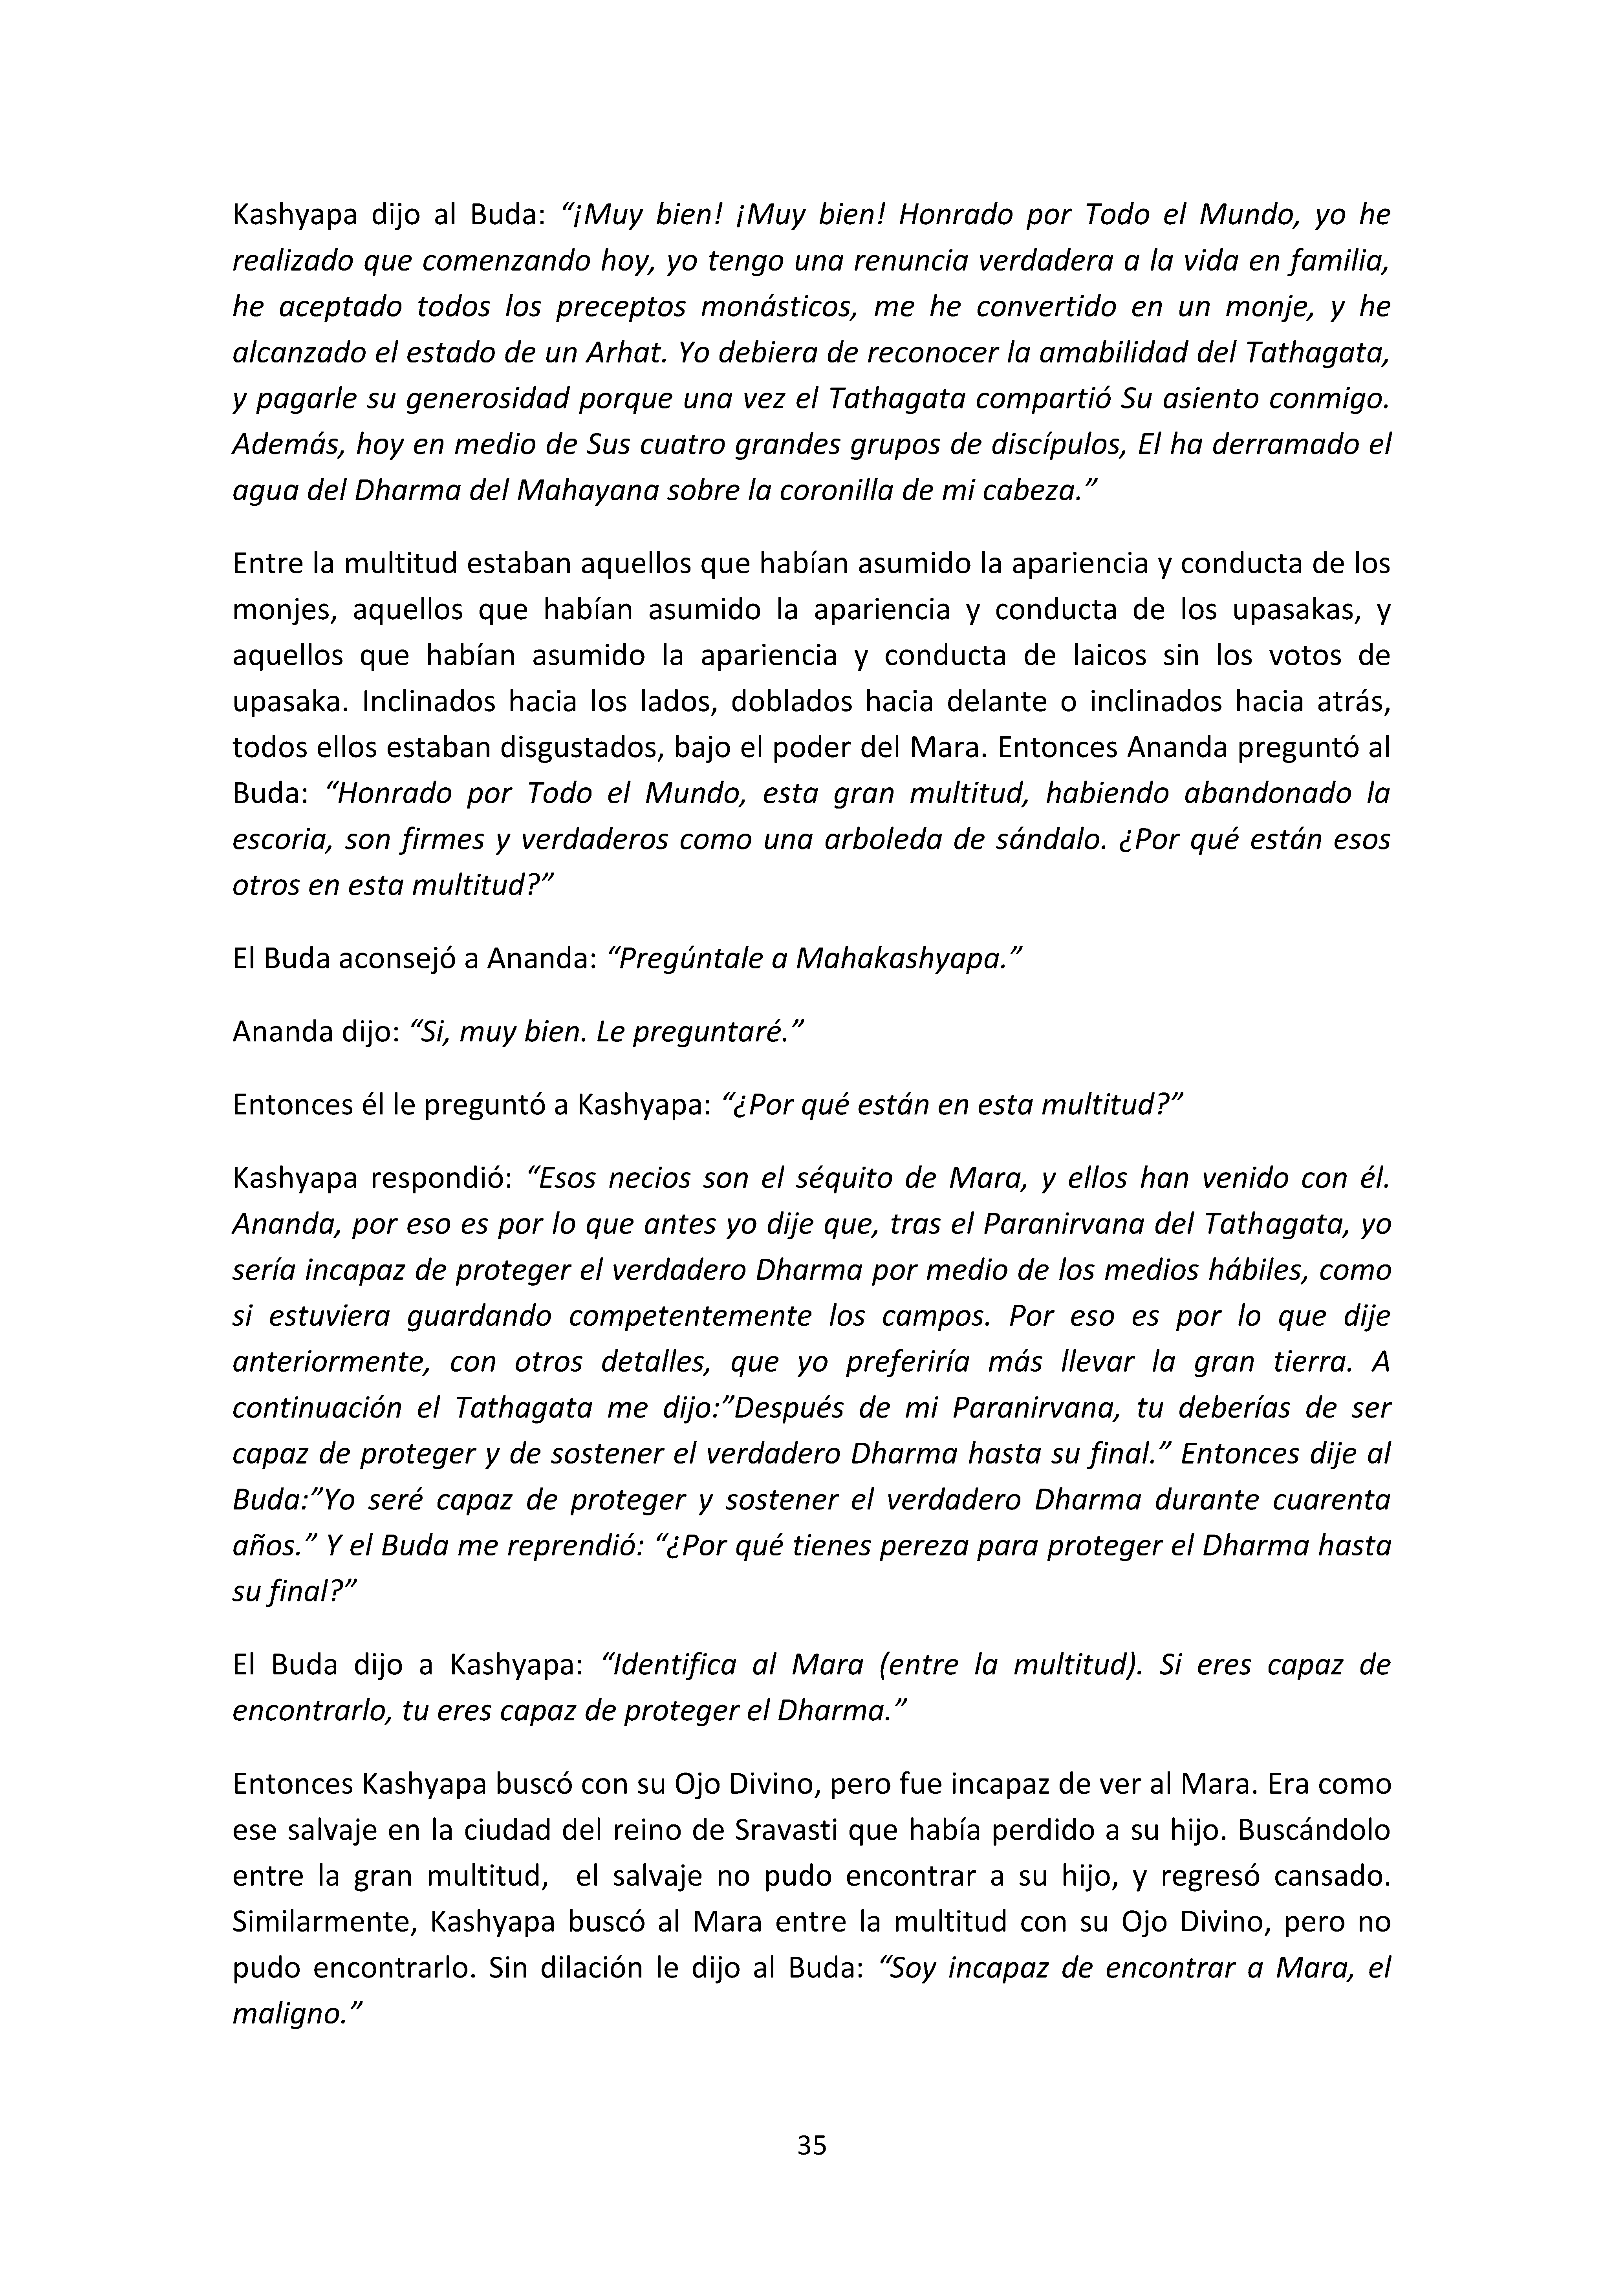 Kashyapa dijo al Buda: “¡Muy bien! ¡Muy bien! Honrado por Todo el Mundo, yo he
realizado que comenzando hoy, yo tengo una renuncia verdadera a la vida en familia,
he aceptado todos los preceptos monásticos, me he convertido en un monje, y he
alcanzado el estado de un Arhat. Yo debiera de reconocer la amabilidad del Tathagata,
y pagarle su generosidad porque una vez el Tathagata compartió Su asiento conmigo.
Además, hoy en medio de Sus cuatro grandes grupos de discípulos, El ha derramado el
agua del Dharma del Mahayana sobre la coronilla de mi cabeza.”
Entre la multitud estaban aquellos que habían asumido la apariencia y conducta de los
monjes, aquellos que habían asumido la apariencia y conducta de los upasakas, y
aquellos que habían asumido la apariencia y conducta de laicos sin los votos de
upasaka. Inclinados hacia los lados, doblados hacia delante o inclinados hacia atrás,
todos ellos estaban disgustados, bajo el poder del Mara. Entonces Ananda preguntó al
Buda: “Honrado por Todo el Mundo, esta gran multitud, habiendo abandonado la
escoria, son firmes y verdaderos como una arboleda de sándalo. ¿Por qué están esos
otros en esta multitud?”
El Buda aconsejó a Ananda: “Pregúntale a Mahakashyapa.”
Ananda dijo: “Si, muy bien. Le preguntaré.”
Entonces él le preguntó a Kashyapa: “¿Por qué están en esta multitud?”
Kashyapa respondió: “Esos necios son el séquito de Mara, y ellos han venido con él.
Ananda, por eso es por lo que antes yo dije que, tras el Paranirvana del Tathagata, yo
sería incapaz de proteger el verdadero Dharma por medio de los medios hábiles, como
si estuviera guardando competentemente los campos. Por eso es por lo que dije
anteriormente, con otros detalles, que yo preferiría más llevar la gran tierra. A
continuación el Tathagata me dijo:”Después de mi Paranirvana, tu deberías de ser
capaz de proteger y de sostener el verdadero Dharma hasta su final.” Entonces dije al
Buda:”Yo seré capaz de proteger y sostener el verdadero Dharma durante cuarenta
años.” Y el Buda me reprendió: “¿Por qué tienes pereza para proteger el Dharma hasta
su final?”
El Buda dijo a Kashyapa: “Identifica al Mara (entre la multitud). Si eres capaz de
encontrarlo, tu eres capaz de proteger el Dharma.”
Entonces Kashyapa buscó con su Ojo Divino, pero fue incapaz de ver al Mara. Era como
ese salvaje en la ciudad del reino de Sravasti que había perdido a su hijo. Buscándolo
entre la gran multitud, el salvaje no pudo encontrar a su hijo, y regresó cansado.
Similarmente, Kashyapa buscó al Mara entre la multitud con su Ojo Divino, pero no
pudo encontrarlo. Sin dilación le dijo al Buda: “Soy incapaz de encontrar a Mara, el
maligno.”
35